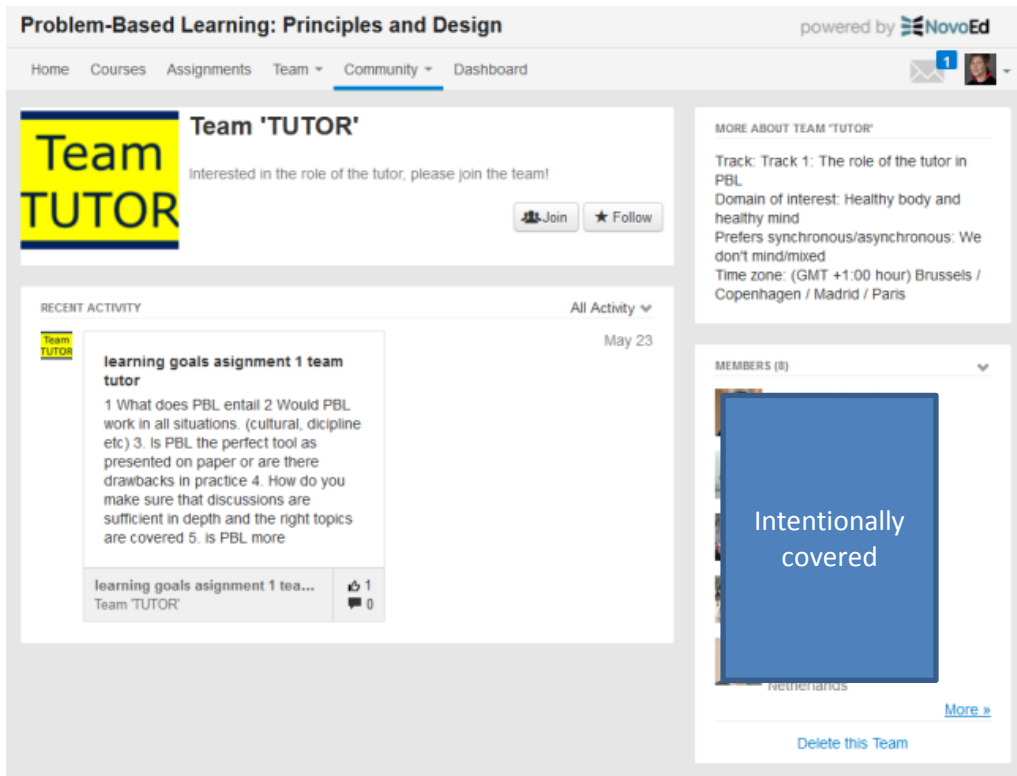 Problem-Based Learning: Principles and Design
powered by NovoEd
Home Courses Assignments Team Community Dashboard
1
Team
TUTOR
Team 'TUTOR'
Interested in the role of the tutor, please join the team!
Join
Follow
RECENT ACTIVITY
All Activity
Team
TUTOR
May 23
learning goals asignment 1 team
tutor
1 What does PBL entail 2 Would PBL
work in all situations. (cultural, dicipline
etc) 3. Is PBL the perfect tool as
presented on paper or are there
drawbacks in practice 4. How do you
make sure that discussions are
sufficient in depth and the right topics
are covered 5. is PBL more
learning goals asignment 1 tea...
Team 'TUTOR'
1
0
MORE ABOUT TEAM 'TUTOR'
Track: Track 1: The role of the tutor in
PBL
Domain of interest: Healthy body and
healthy mind
Prefers synchronous/asynchronous: We
don't mind/mixed
Time zone: (GMT +1:00 hour) Brussels /
Copenhagen / Madrid / Paris
MEMBERS (8)
Intentionally
covered
Netherlands
More »
Delete this Team